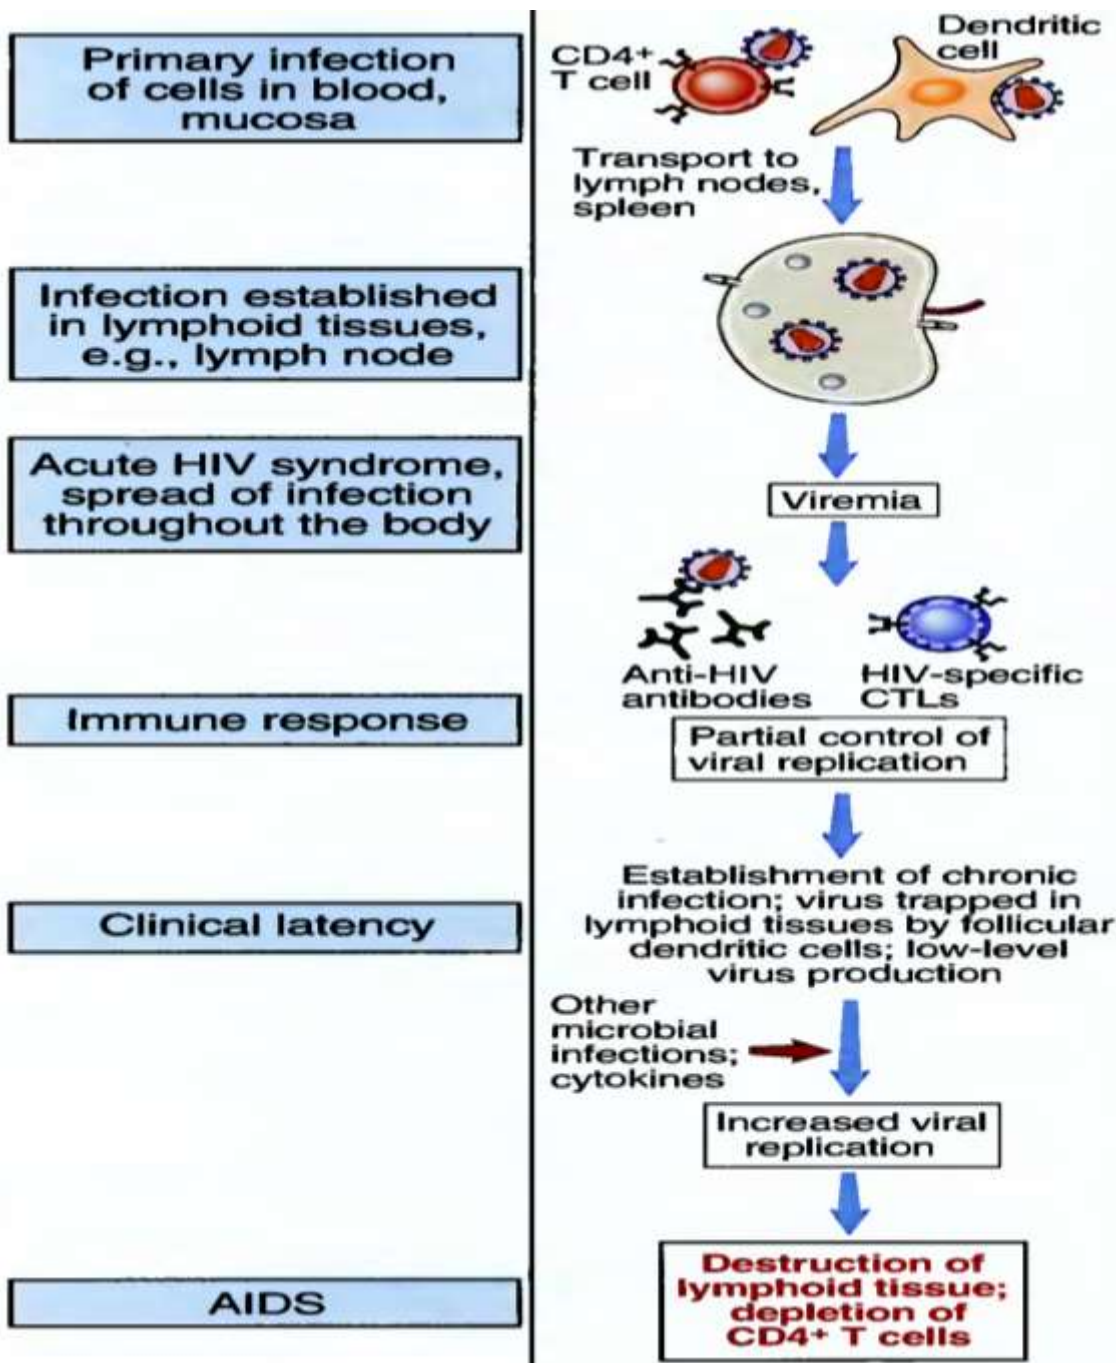 Primary infection
of cells in blood,
mucosa
CD4+
T cell
Dendritic
cell
Transport to
lymph nodes,
spleen
Infection established
in lymphoid tissues,
e.g., lymph node
Acute HIV syndrome,
spread of infection
throughout the body
Viremia
Anti-HIV
antibodies
HIV-specific
CTLs
Immune response
Partial control of
viral replication
Clinical latency
Establishment of chronic
infection; virus trapped in
lymphoid tissues by follicular
dendritic cells; low-level
virus production
Other
microbial
infections;
cytokines
Increased viral
replication
AIDS
Destruction of
lymphoid tissue;
depletion of
CD4+ T cells